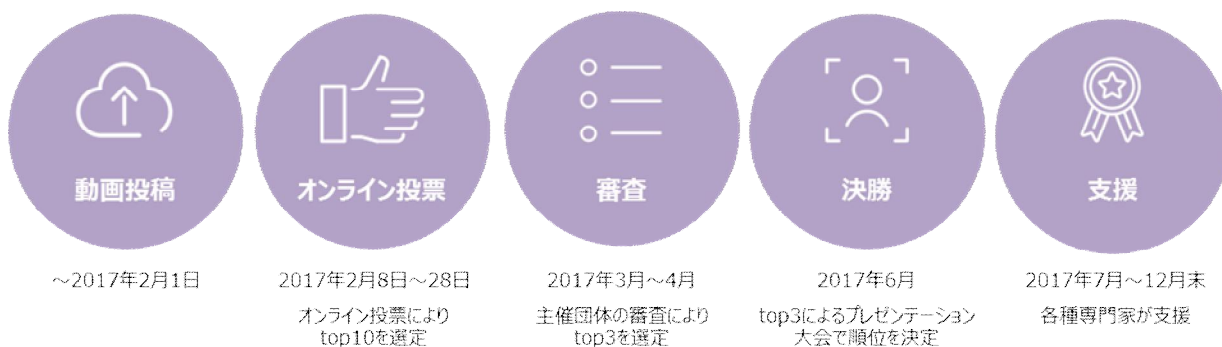 動画投稿
オンライン投票
審査
決勝
支援
～2017年2月1日
2017年2月8日～28日
2017年3月～4月
2017年6月
2017年7月～12月末
オンライン投票により
top10を選定
主催団体の審査により
top3を選定
top3によるプレゼンテーション
大会で順位を決定
各種専門家が支援